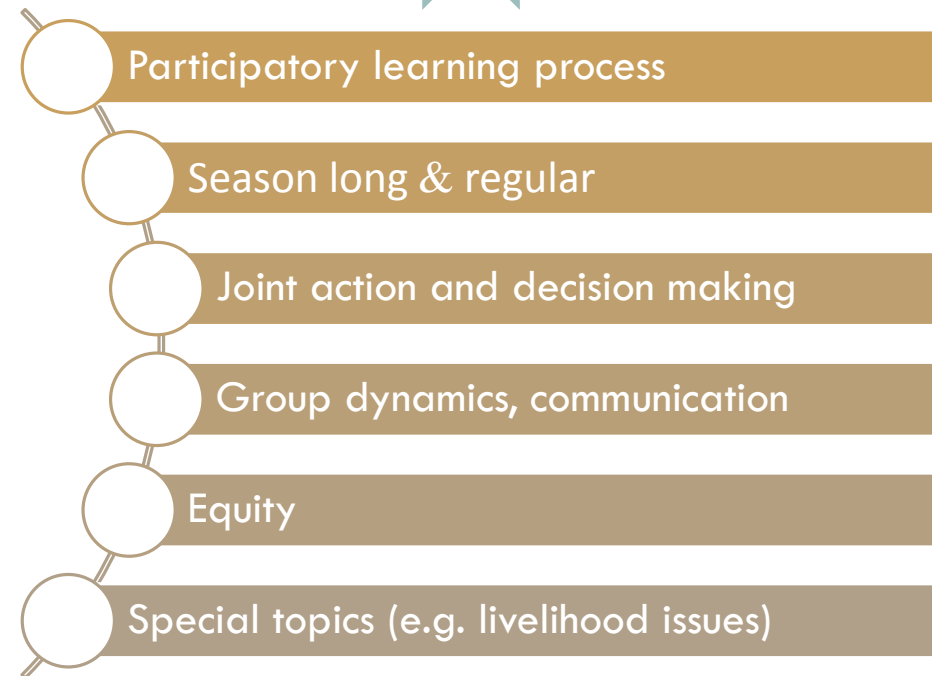 Participatory learning process
Season long & regular
Joint action and decision making
Group dynamics, communication
Equity
Special topics (e.g. livelihood issues)